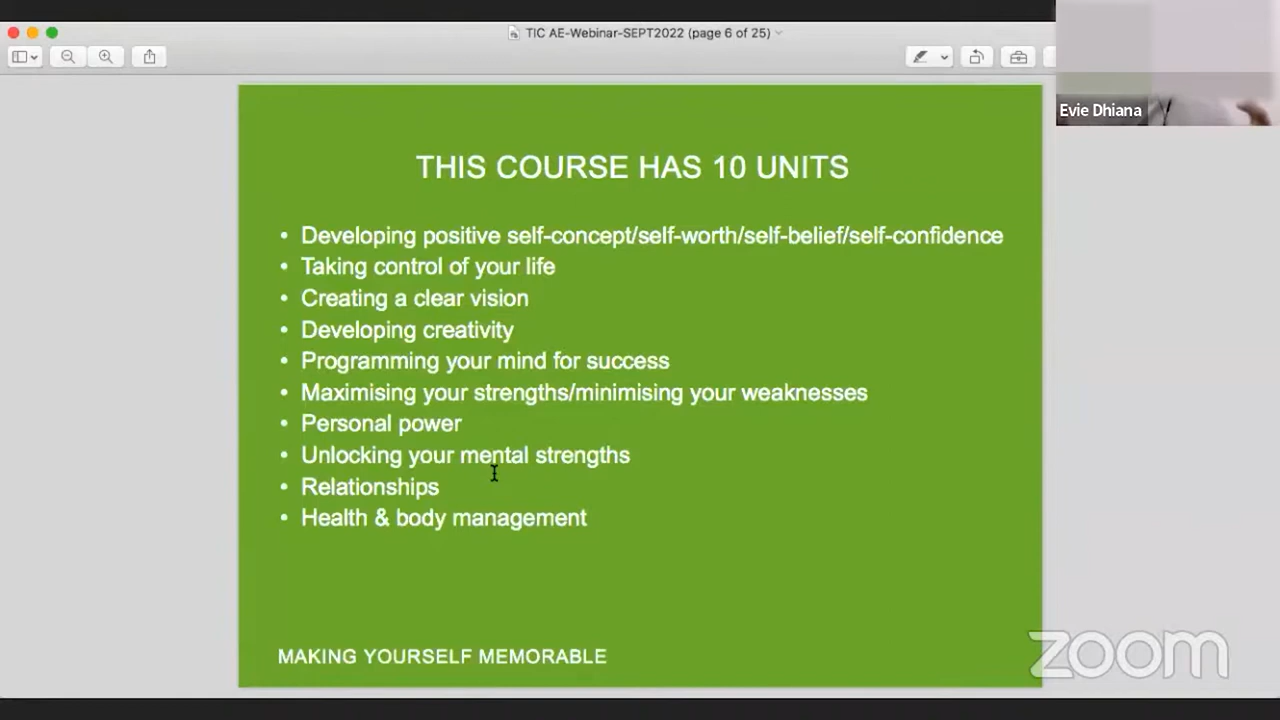 TIC AE-Webinar-SEPT2022 (page 6 of 25)
Evie Dhiana
THIS COURSE HAS 10 UNITS
• Developing positive self-concept/self-worth/self-belief/self-confidence
• Taking control of your life
• Creating a clear vision
• Developing creativity
• Programming your mind for success
• Maximising your strengths/minimising your weaknesses
• Personal power
• Unlocking your mental strengths
• Relationships
• Health & body management
MAKING YOURSELF MEMORABLE
zoom